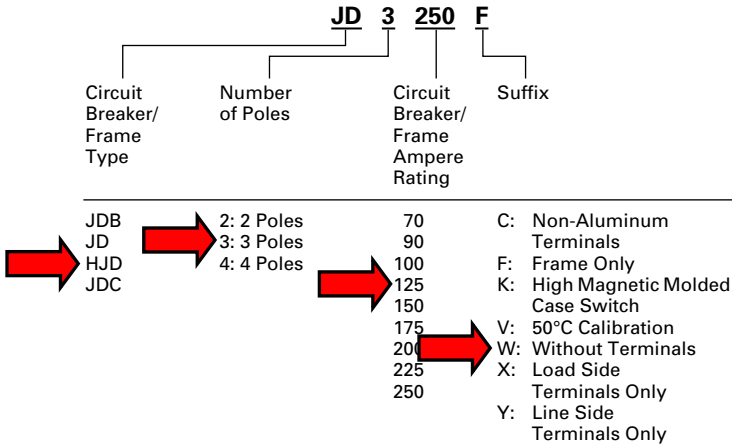 JD 3 250 F
Circuit Breaker/ Frame Type
Number of Poles
Circuit Breaker/ Frame Ampere Rating
Suffix
JDB
JD
HJD
JDC
2: 2 Poles
3: 3 Poles
4: 4 Poles
70
90
100
125
150
175
200
225
250
C: Non-Aluminum
Terminals
F: Frame Only
K: High Magnetic Molded
Case Switch
V: 50°C Calibration
W: Without Terminals
X: Load Side
Terminals Only
Y: Line Side
Terminals Only